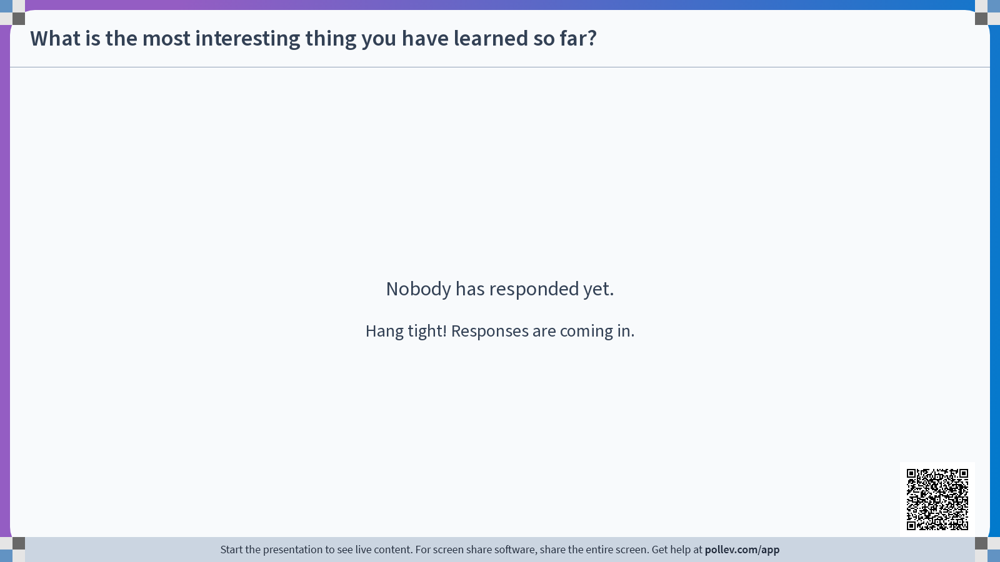 What is the most interesting thing you have learned so far?
Nobody has responded yet.
Hang tight! Responses are coming in.
Start the presentation to see live content. For screen share software, share the entire screen. Get help at pollev.com/app